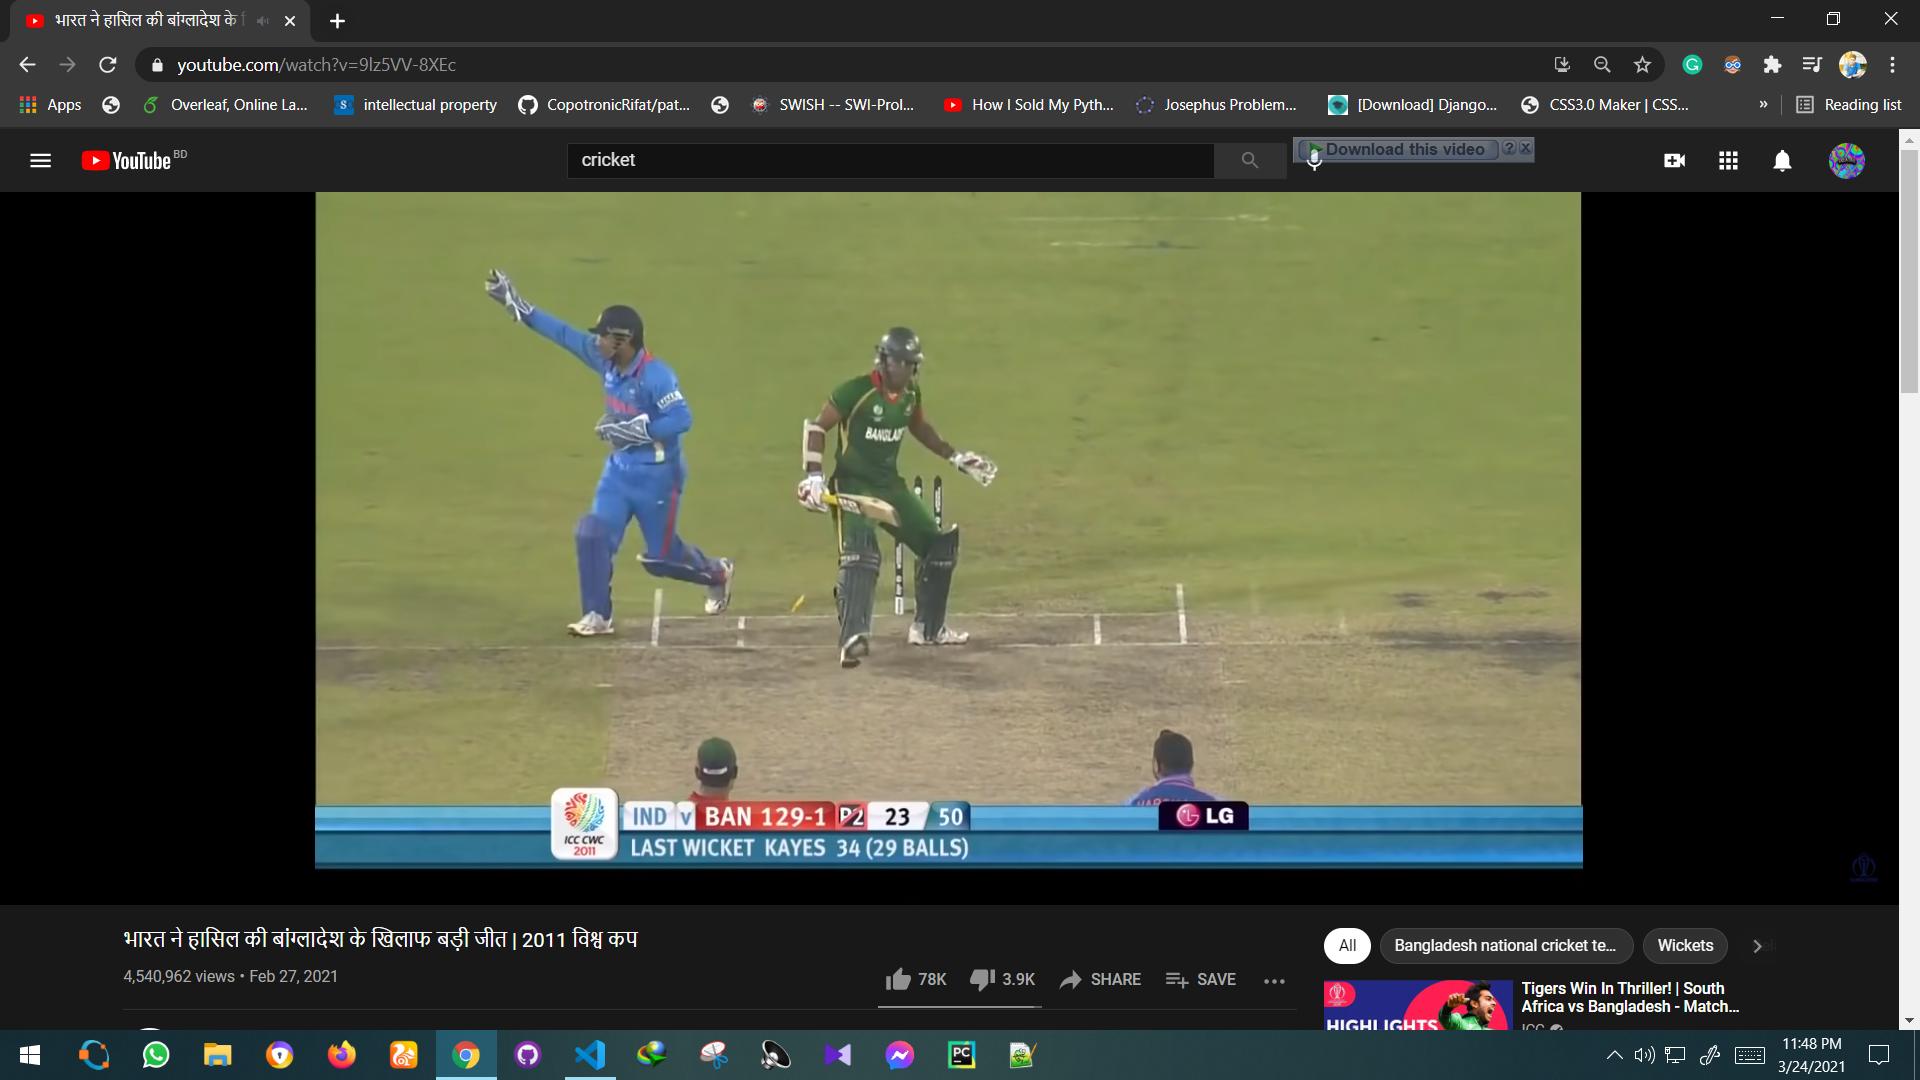 भारत ने हासिल की बांग्लादेश के
youtube.com/watch?v=9lz5VV-8XEc
Apps
Overleaf, Online La...
intellectual property
CopotronicRifat/pat...
SWISH -- SWI-Prol...
How I Sold My Pyth...
Josephus Problem...
[Download] Django...
CSS3.0 Maker | CSS...
»
Reading list
YouTube BD
cricket
Download this video
BANGLAD
IND v BAN 129-1 P2 23 50
LG
ICC CWC
2011
LAST WICKET KAYES 34 (29 BALLS)
भारत ने हासिल की बांग्लादेश के खिलाफ बड़ी जीत | 2011 विश्व कप
4,540,962 views • Feb 27, 2021
78K
3.9K
SHARE
SAVE
All
Bangladesh national cricket te...
Wickets
Tigers Win In Thriller! | South
Africa vs Bangladesh - Match...
ICC
HIGHLIGHTS
PC
11:48 PM
3/24/2021